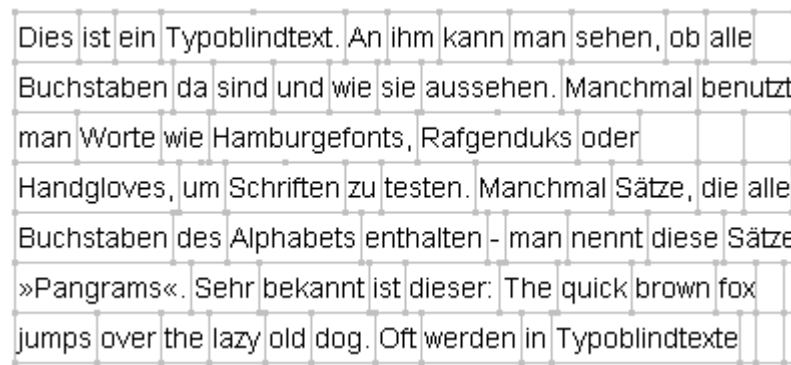 Dies ist ein Typoblindtext. An ihm kann man sehen, ob alle
Buchstaben da sind und wie sie aussehen. Manchmal benutzt
man Worte wie Hamburgefonts, Rafgenduks oder
Handgloves, um Schriften zu testen. Manchmal Sätze, die alle
Buchstaben des Alphabets enthalten - man nennt diese Sätze
»Pangrams«. Sehr bekannt ist dieser: The quick brown fox
jumps over the lazy old dog. Oft werden in Typoblindtexte